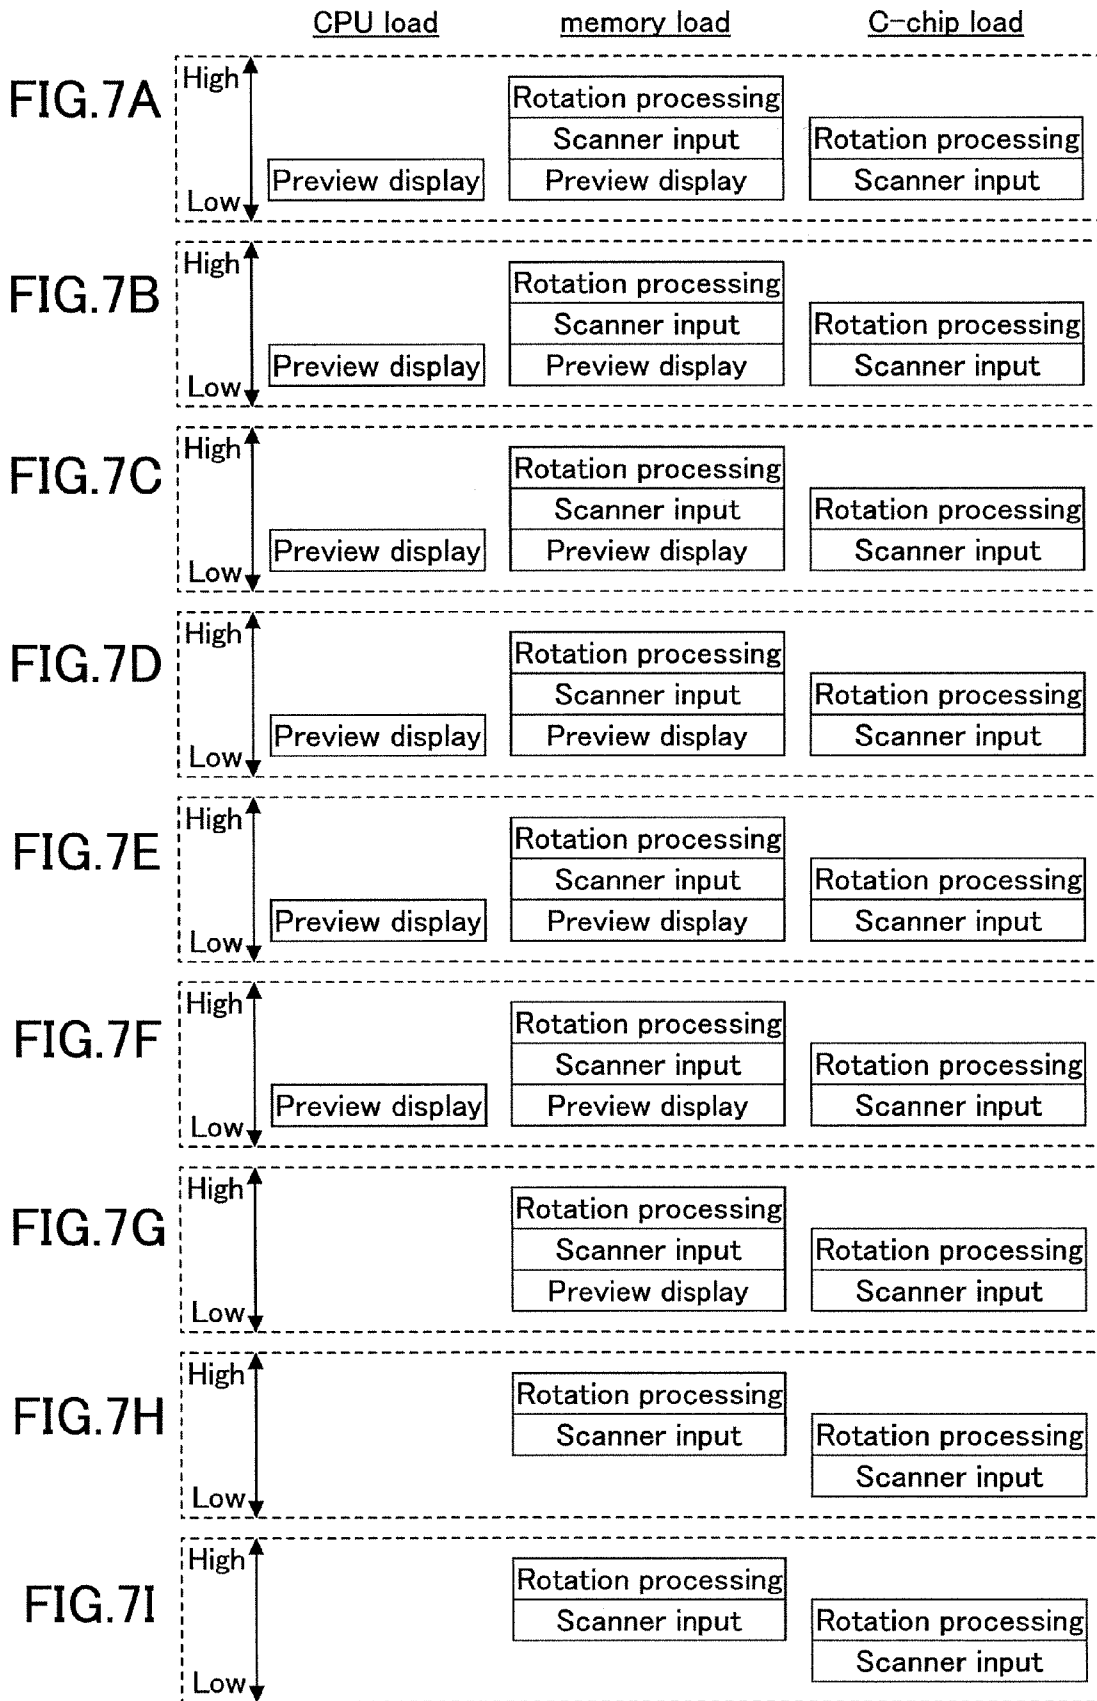 CPU load memory load C-chip load
FIG.7A
High
Rotation processing
Scanner input Rotation processing
Preview display Preview display Scanner input
Low
FIG.7B
High
Rotation processing
Scanner input Rotation processing
Preview display Preview display Scanner input
Low
FIG.7C
High
Rotation processing
Scanner input Rotation processing
Preview display Preview display Scanner input
Low
FIG.7D
High
Rotation processing
Scanner input Rotation processing
Preview display Preview display Scanner input
Low
FIG.7E
High
Rotation processing
Scanner input Rotation processing
Preview display Preview display Scanner input
Low
FIG.7F
High
Rotation processing
Scanner input Rotation processing
Preview display Preview display Scanner input
Low
FIG.7G
High
Rotation processing
Scanner input Rotation processing
Preview display Scanner input
Low
FIG.7H
High
Rotation processing
Scanner input Rotation processing
Scanner input
Low
FIG.7I
High
Rotation processing
Scanner input Rotation processing
Scanner input
Low